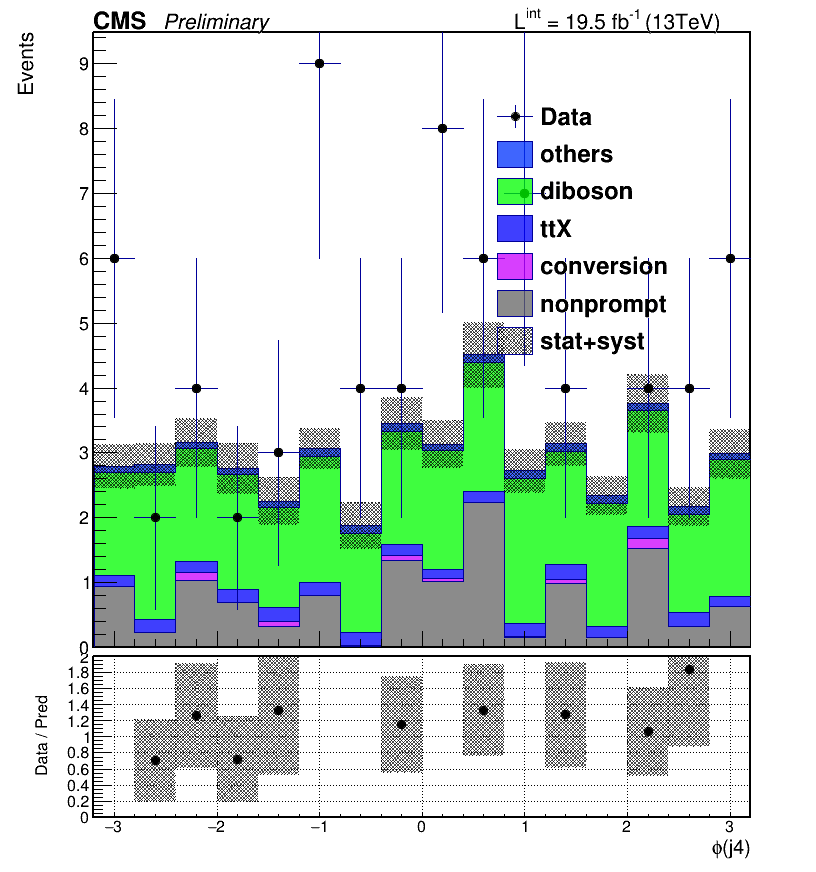 CMS Preliminary L^int = 19.5 fb^-1 (13TeV)
Events
9
8
7
6
5
4
3
2
1
0
Data
others
diboson
ttX
conversion
nonprompt
stat+syst
Data / Pred
2
1.8
1.6
1.4
1.2
1
0.8
0.6
0.4
0.2
0
−3 −2 −1 0 1 2 3
ϕ(j4)